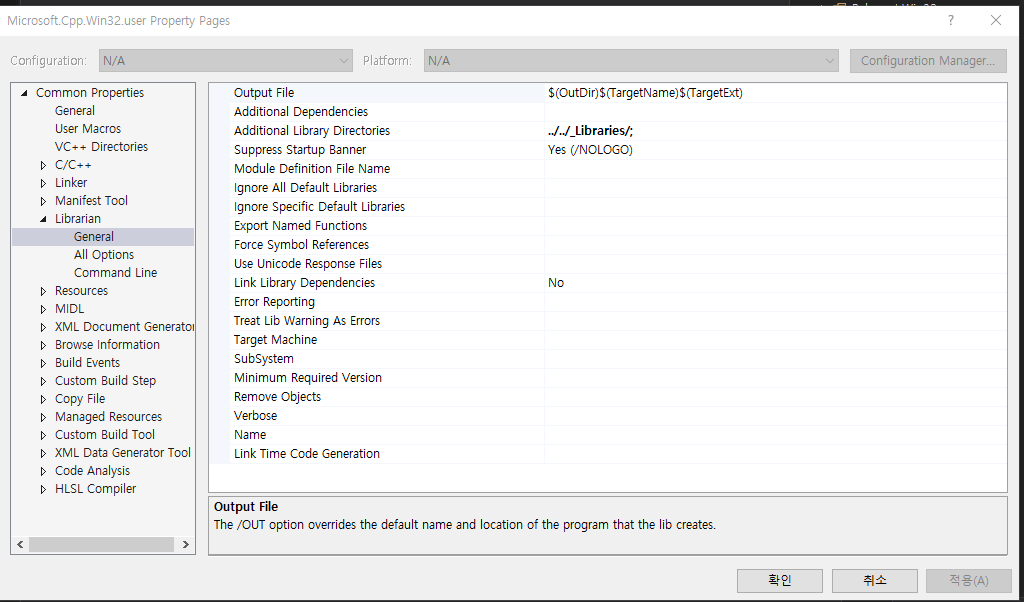 Microsoft.Cpp.Win32.user Property Pages
?
Configuration: N/A Platform: N/A Configuration Manager...
Common Properties
General
User Macros
VC++ Directories
C/C++
Linker
Manifest Tool
Librarian
General
All Options
Command Line
Resources
MIDL
XML Document Generator
Browse Information
Build Events
Custom Build Step
Copy File
Managed Resources
Custom Build Tool
XML Data Generator Tool
Code Analysis
HLSL Compiler
Output File $(OutDir)$(TargetName)$(TargetExt)
Additional Dependencies
Additional Library Directories ../../_Libraries/;
Suppress Startup Banner Yes (/NOLOGO)
Module Definition File Name
Ignore All Default Libraries
Ignore Specific Default Libraries
Export Named Functions
Force Symbol References
Use Unicode Response Files
Link Library Dependencies No
Error Reporting
Treat Lib Warning As Errors
Target Machine
SubSystem
Minimum Required Version
Remove Objects
Verbose
Name
Link Time Code Generation
Output File
The /OUT option overrides the default name and location of the program that the lib creates.
확인 취소 적용(A)